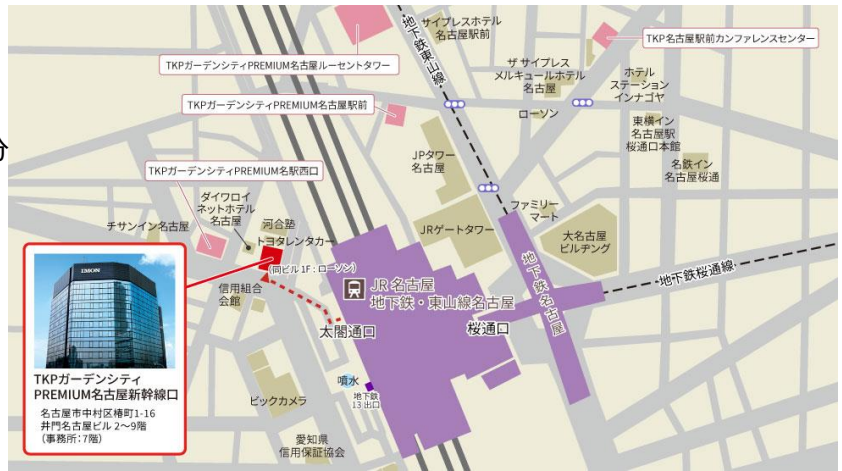 分
サイプレスホテル
名古屋駅前
地下鉄東山線
TKP名古屋駅前カンファレンスセンター
TKPガーデンシティPREMIUM名古屋ルーセントタワー
ザ サイプレス
メルキュールホテル
名古屋
ホテル
ステーション
インナゴヤ
TKPガーデンシティPREMIUM名古屋駅前
ローソン
東横イン
名古屋駅
桜通口本館
JPタワー
名古屋
名鉄イン
名古屋桜通
TKPガーデンシティPREMIUM名駅西口
ダイワロイ
ネットホテル
名古屋
ファミリー
マート
チサンイン名古屋
河合塾
トヨタレンタカー
JRゲートタワー
大名古屋
ビルヂング
(同ビル1F:ローソン)
IMON
信用組合
会館
JR 名古屋
地下鉄・東山線名古屋
地下鉄名古屋
地下鉄桜通線
太閤通口
桜通口
TKPガーデンシティ
PREMIUM名古屋新幹線口
噴水
地下鉄
13出口
ビックカメラ
名古屋市中村区椿町1-16
井門名古屋ビル 2〜9階
(事務所:7階)
愛知県
信用保証協会